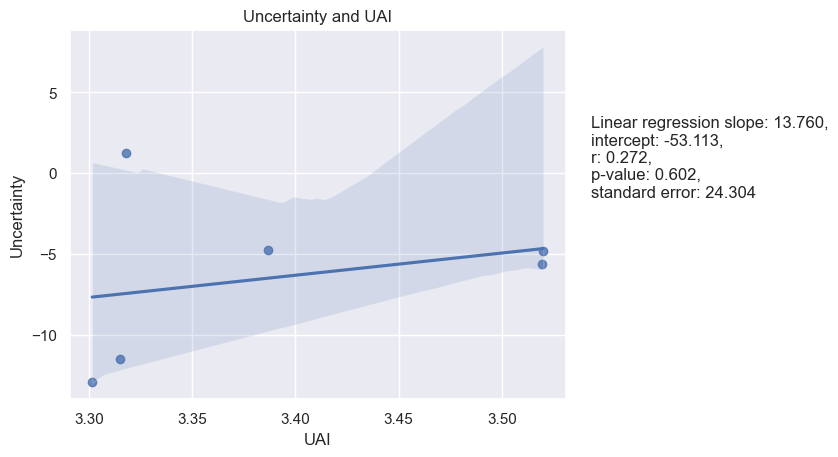 Uncertainty and UAI
5
0
−5
−10
Uncertainty
3.30
3.35
3.40
3.45
3.50
UAI
Linear regression slope: 13.760,
intercept: -53.113,
r: 0.272,
p-value: 0.602,
standard error: 24.304